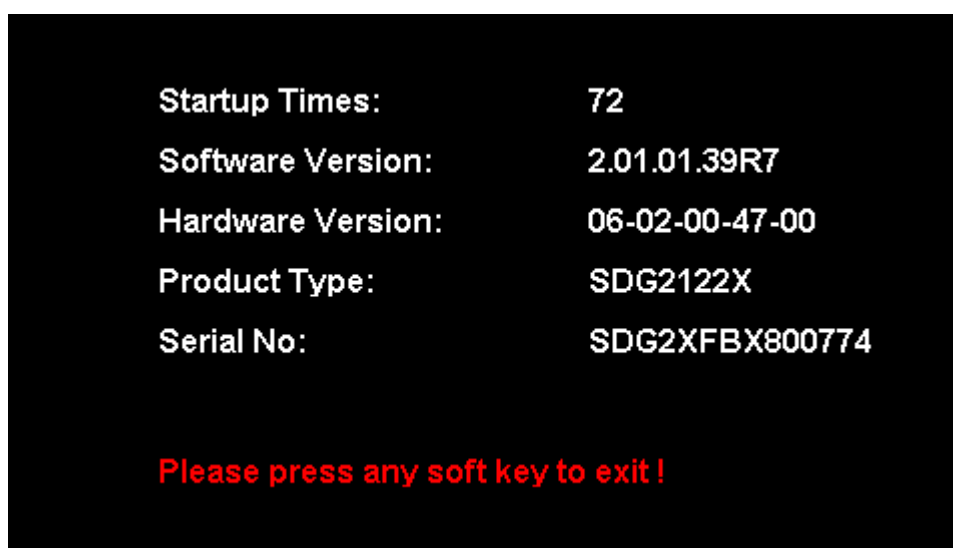 Startup Times: 72
Software Version: 2.01.01.39R7
Hardware Version: 06-02-00-47-00
Product Type: SDG2122X
Serial No: SDG2XFBX800774
Please press any soft key to exit !